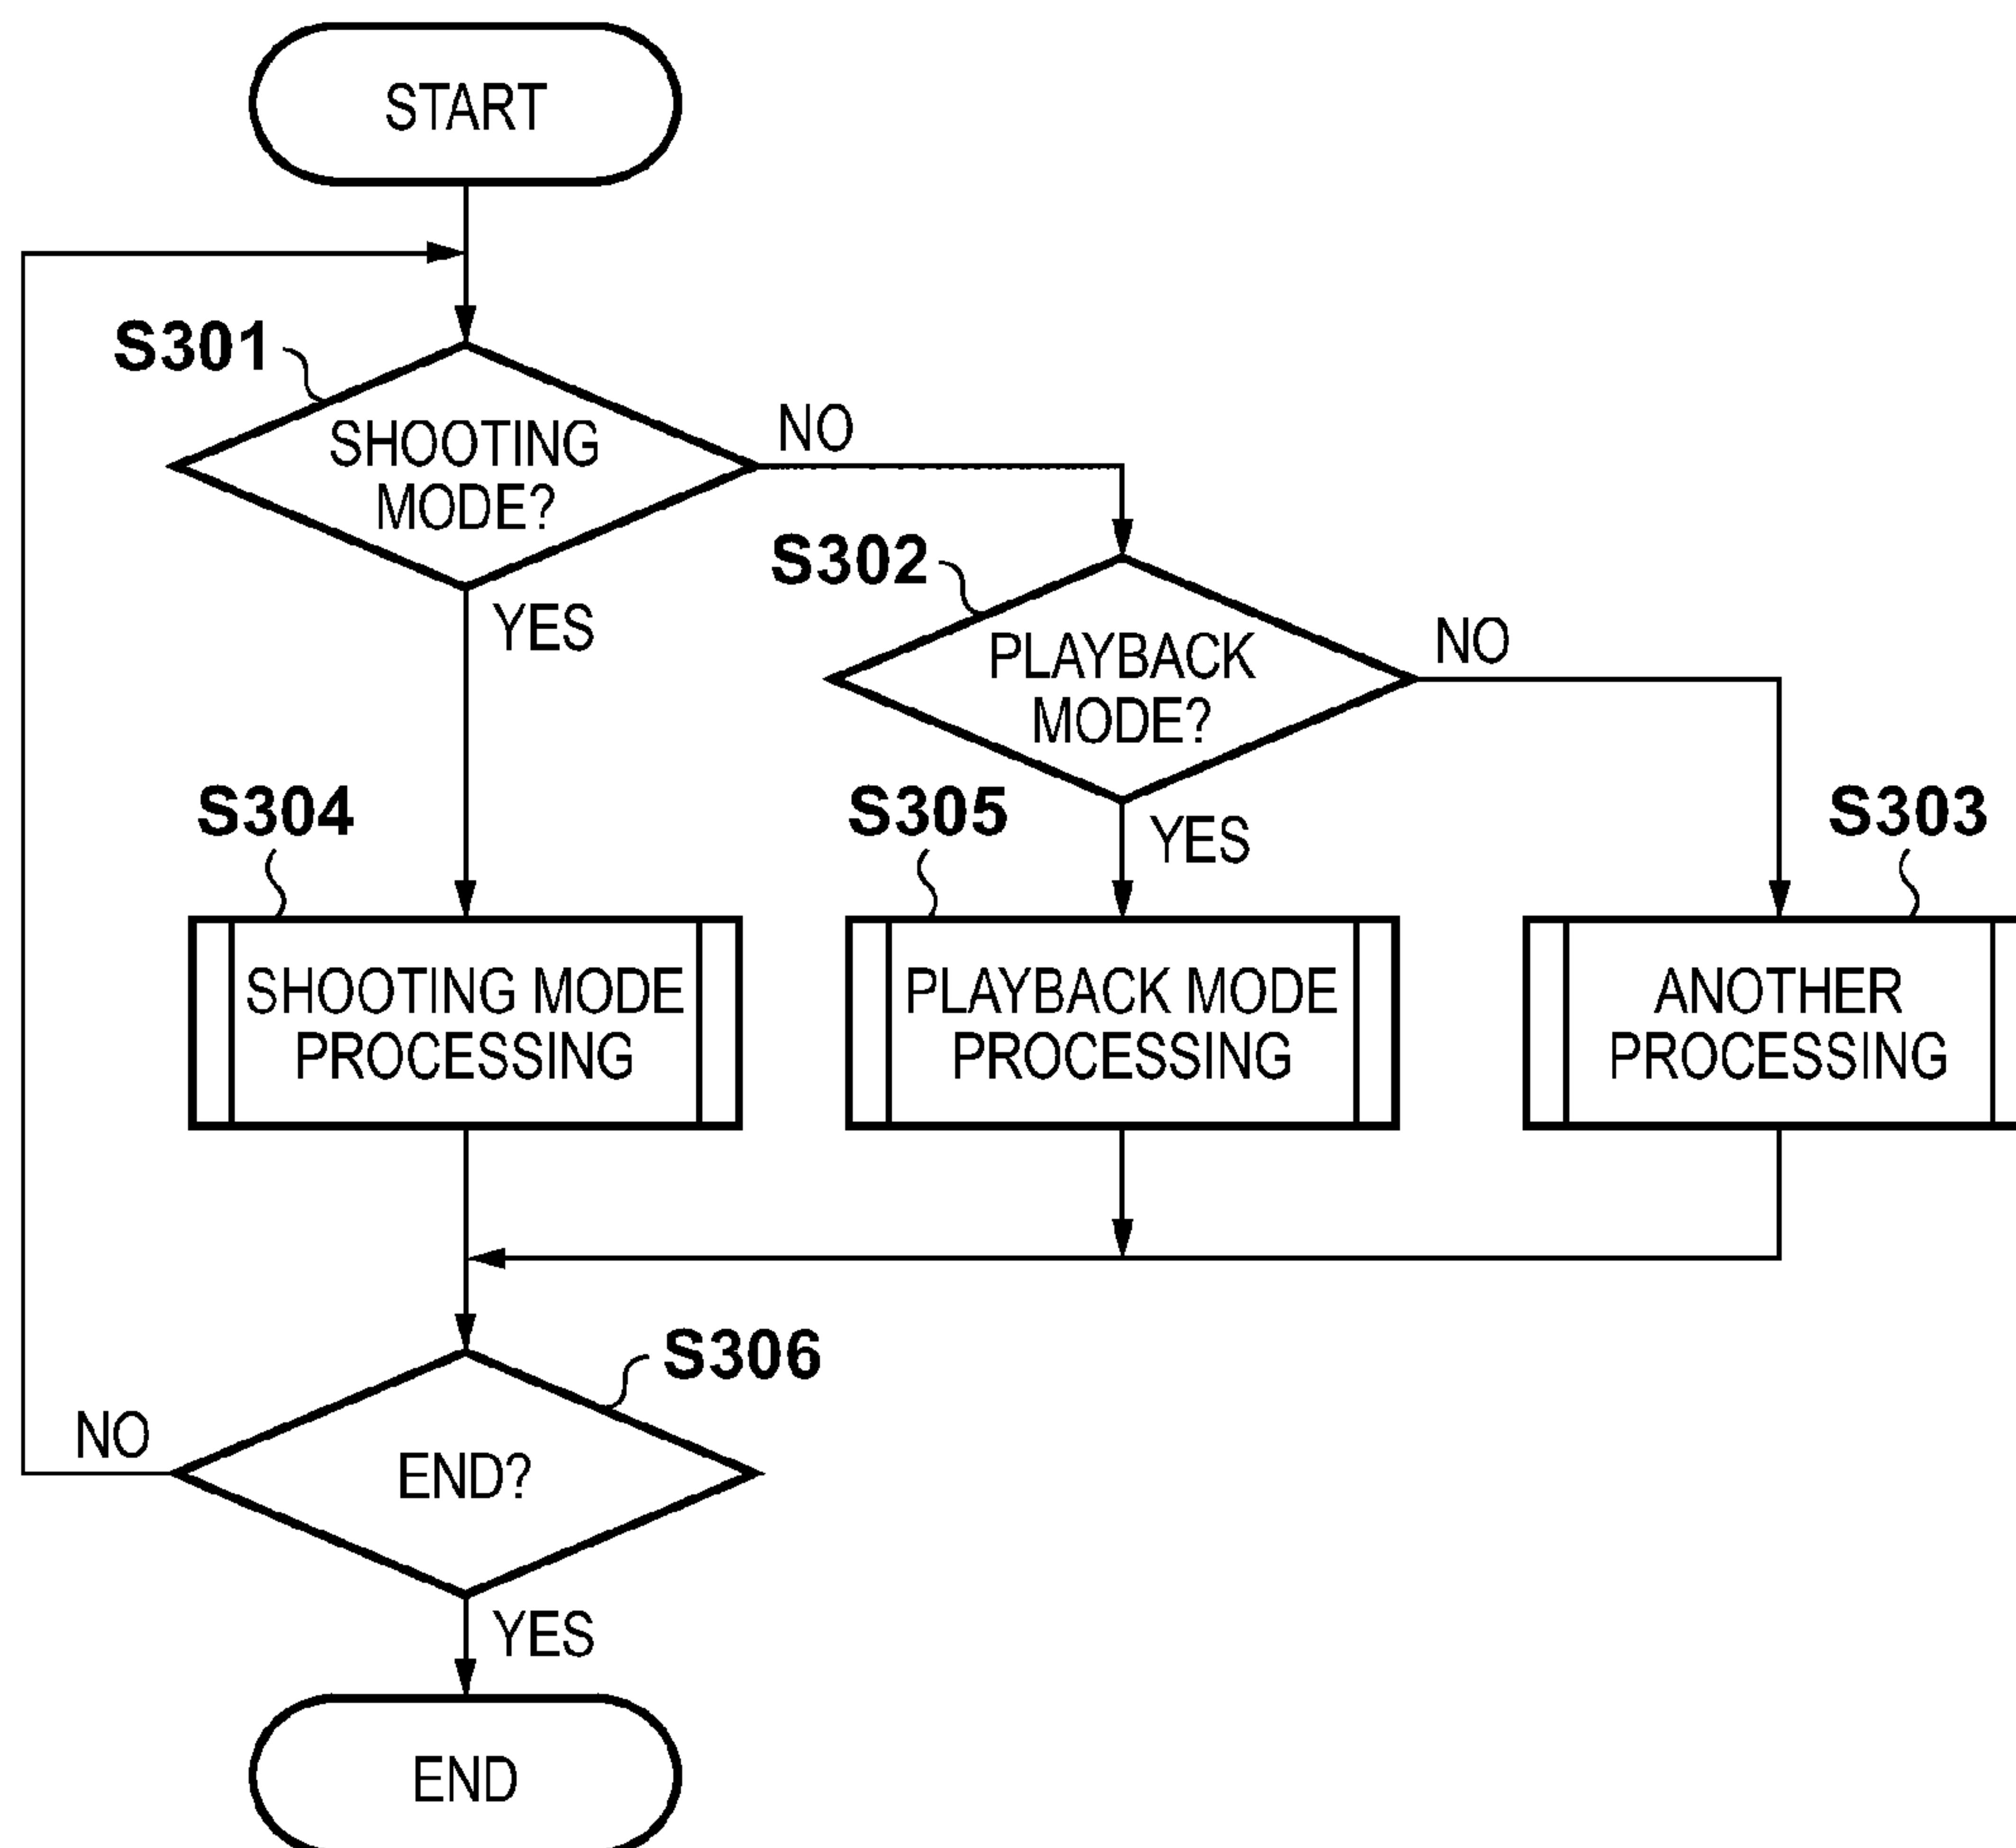 START
S301
SHOOTING
MODE?
NO
YES
S302
PLAYBACK
MODE?
NO
YES
S304
SHOOTING MODE
PROCESSING
S305
PLAYBACK MODE
PROCESSING
S303
ANOTHER
PROCESSING
S306
END?
NO
YES
END